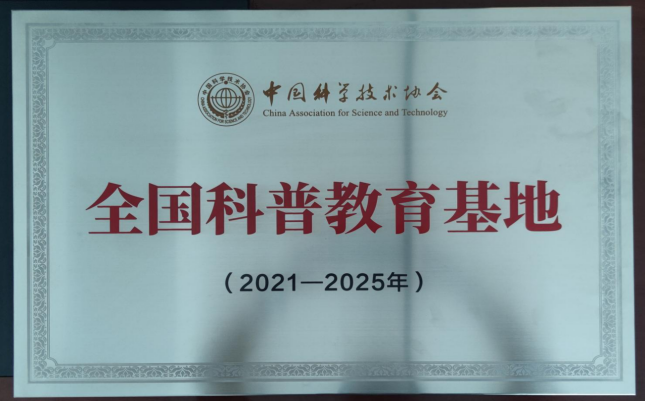 中国科学技术协会
China Association for Science and Technology
全国科普教育基地
（2021—2025年）